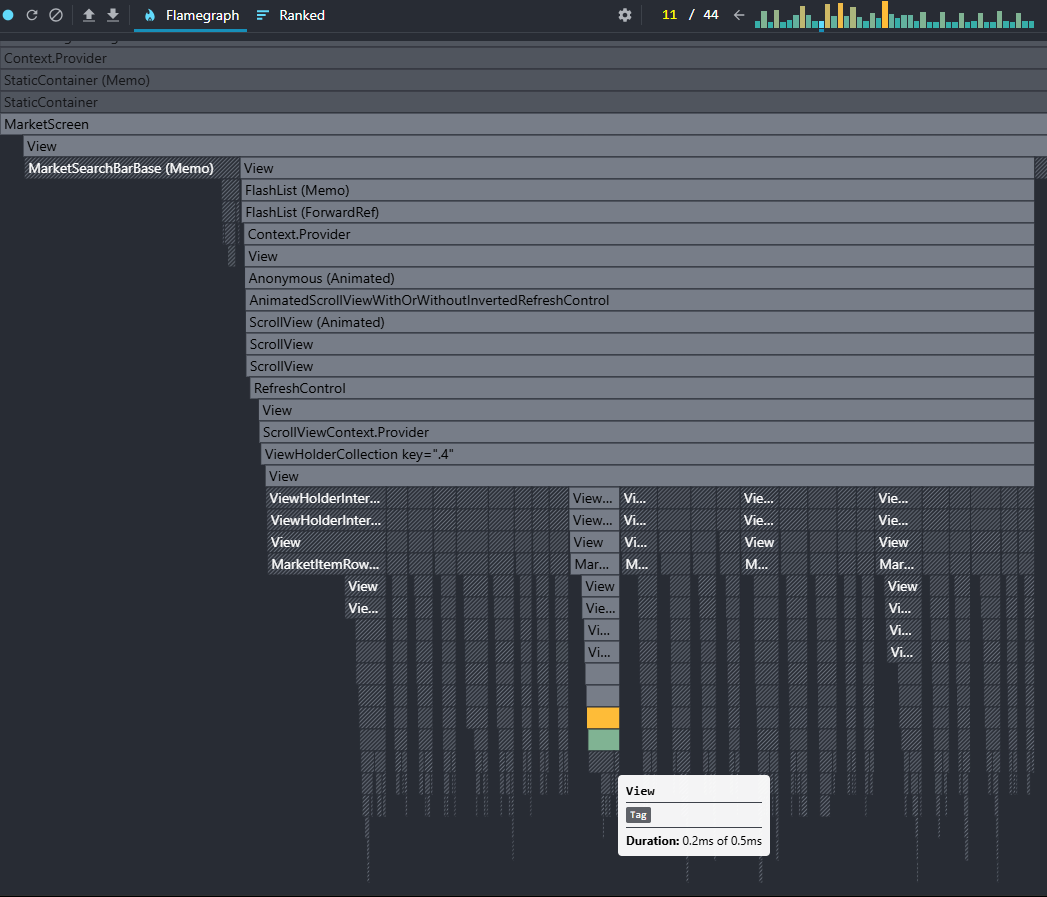 Flamegraph Ranked 11 / 44
Context.Provider
StaticContainer (Memo)
StaticContainer
MarketScreen
View
MarketSearchBarBase (Memo) View
FlashList (Memo)
FlashList (ForwardRef)
Context.Provider
View
Anonymous (Animated)
AnimatedScrollViewWithOrWithoutInvertedRefreshControl
ScrollView (Animated)
ScrollView
ScrollView
RefreshControl
View
ScrollViewContext.Provider
ViewHolderCollection key=".4"
View
ViewHolderInter... View... Vi... Vie... Vie...
ViewHolderInter... View... Vi... Vie... Vie...
View View Vi... View View
MarketItemRow... Mar... M... M... Mar...
View View View
Vie... Vie... Vi...
Vi... Vi...
Vi... Vi...
View
Tag
Duration: 0.2ms of 0.5ms